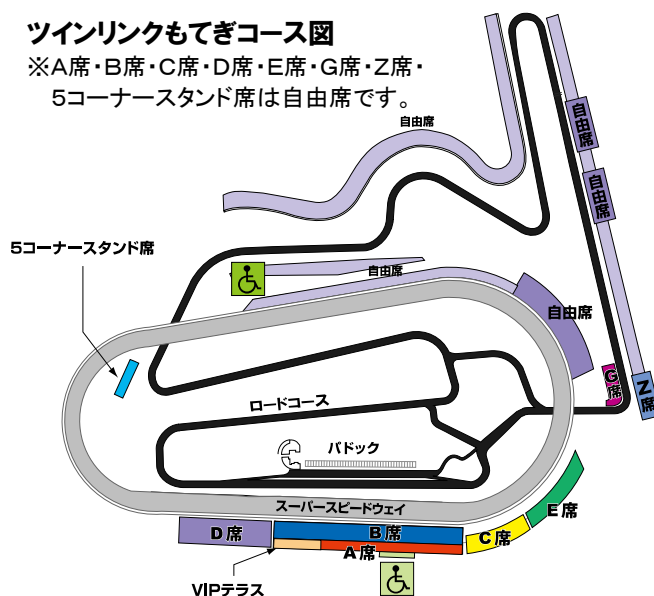 ツインリンクもてぎコース図
※A席・B席・C席・D席・E席・G席・Z席・
5コーナースタンド席は自由席です。
自由席
自由席
自由席
5コーナースタンド席
自由席
自由席
G席
Z席
ロードコース
パドック
スーパースピードウェイ
E席
D席
B席
C席
A席
VIPテラス